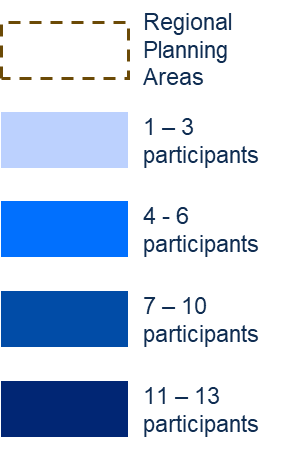 Regional
Planning
Areas
1 – 3
participants
4 - 6
participants
7 – 10
participants
11 – 13
participants